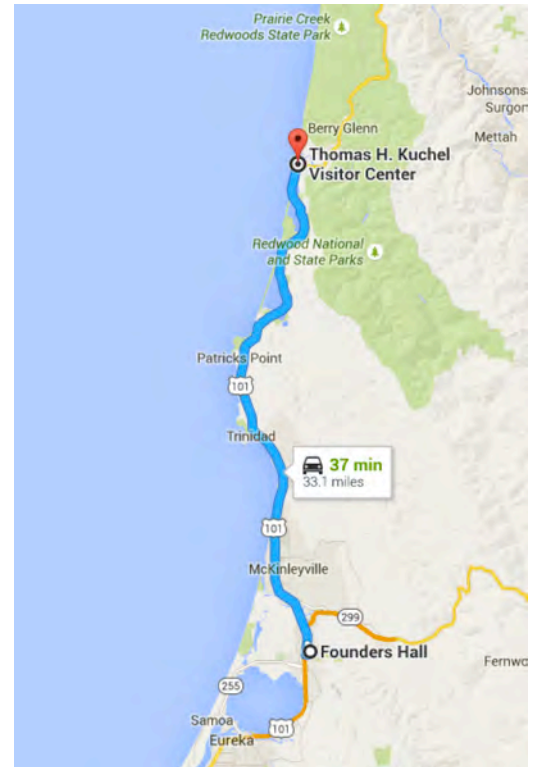 Prairie Creek
Redwoods State Park
Johnsons
Surgon
Mettah
Berry Glenn
Thomas H. Kuchel
Visitor Center
Redwood National
and State Parks
Patricks Point
101
Trinidad
37 min
33.1 miles
101
McKinleyville
299
Founders Hall
Fernwo
255
Samoa
101
Eureka